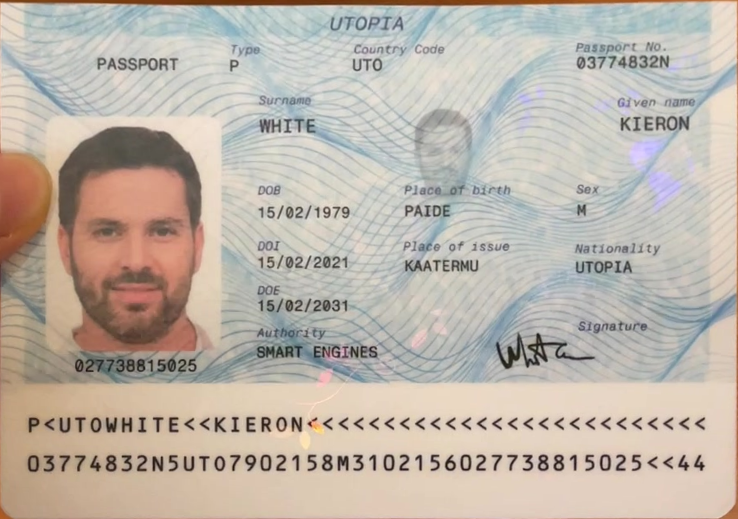 UTOPIA
PASSPORT
Type
P
Country Code
UTO
Passport No.
03774832N
Surname
WHITE
Given name
KIERON
DOB
15/02/1979
Place of birth
PAIDE
Sex
M
DOI
15/02/2021
Place of issue
KAATERMU
Nationality
UTOPIA
DOE
15/02/2031
Authority
SMART ENGINES
Signature
027738815025
P<UTOWHITE<<KIERON<<<<<<<<<<<<<<<<<<<<<<<<<<
03774832N5UTO7902158M3102156027738815025<<44